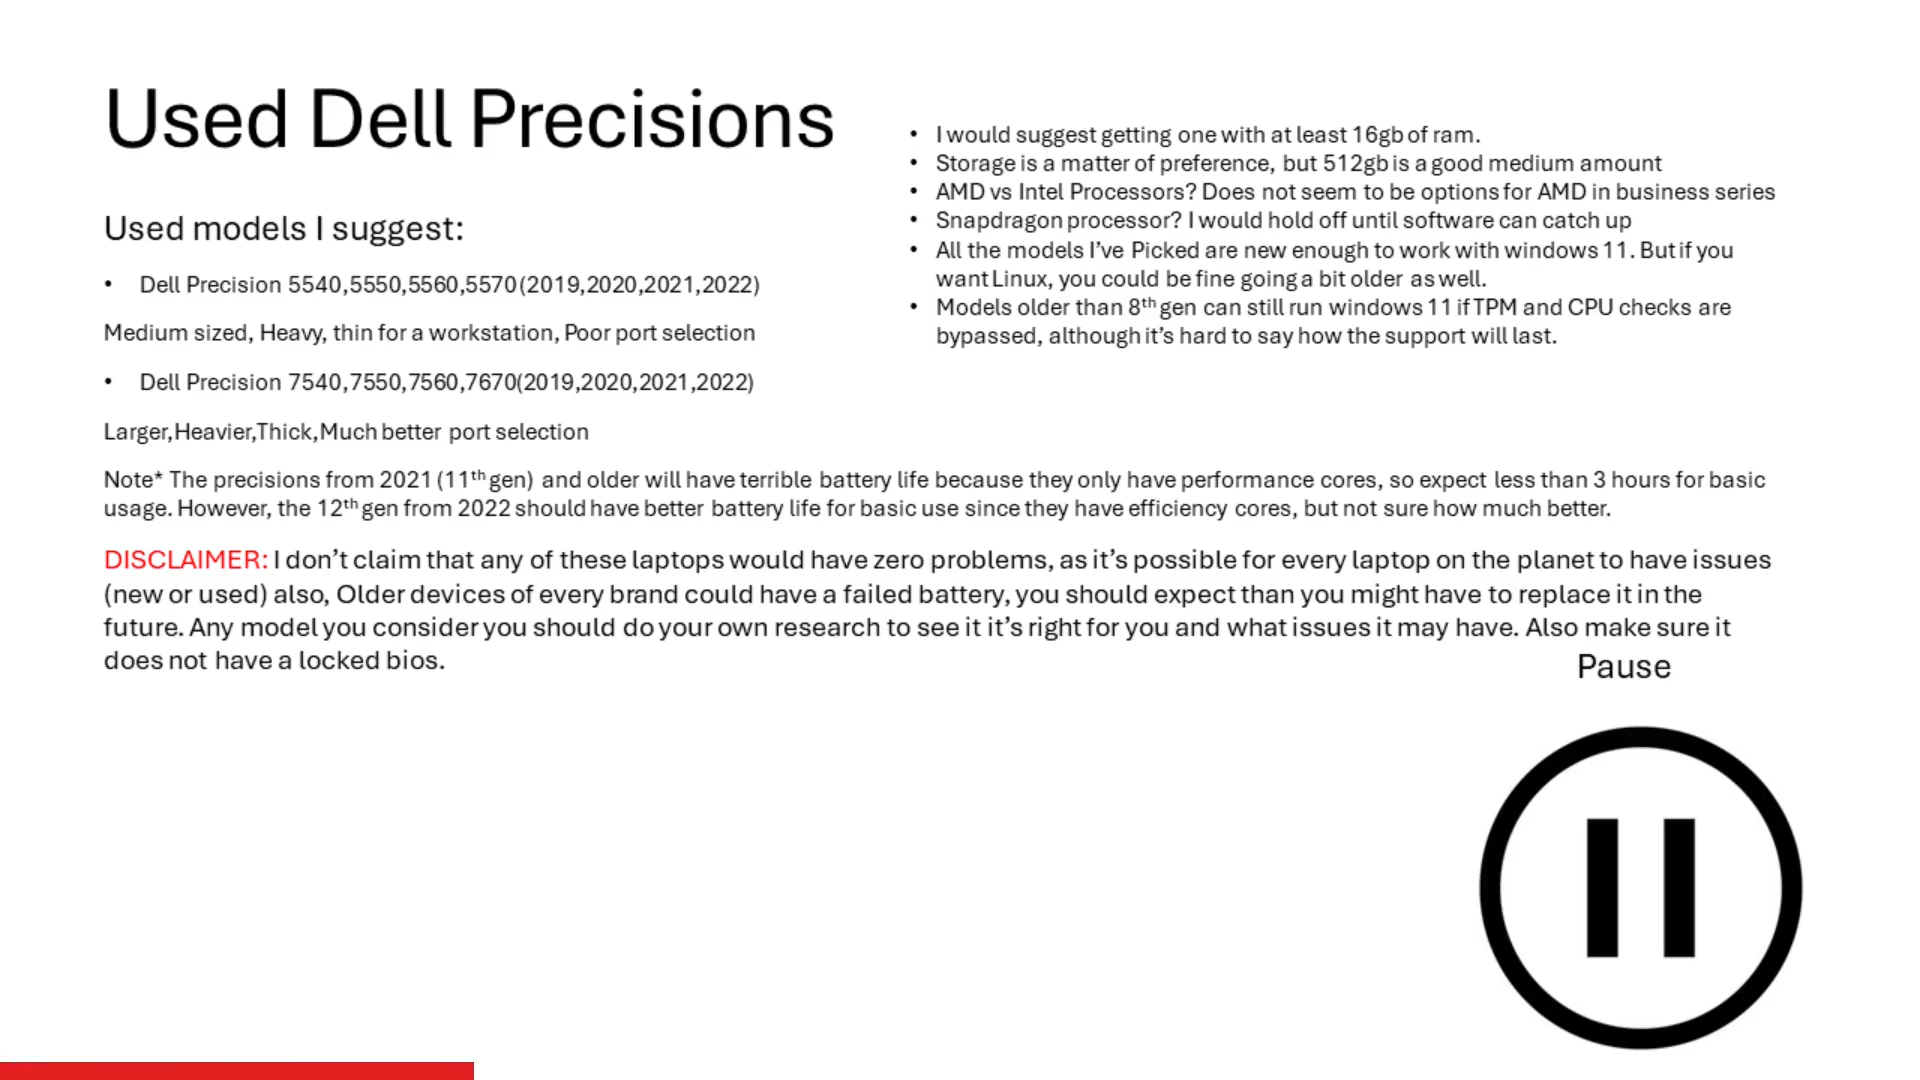 Used Dell Precisions
Used models I suggest:
• Dell Precision 5540,5550,5560,5570(2019,2020,2021,2022)
Medium sized, Heavy, thin for a workstation, Poor port selection
• Dell Precision 7540,7550,7560,7670(2019,2020,2021,2022)
Larger,Heavier,Thick,Much better port selection
• I would suggest getting one with at least 16gb of ram.
• Storage is a matter of preference, but 512gb is a good medium amount
• AMD vs Intel Processors? Does not seem to be options for AMD in business series
• Snapdragon processor? I would hold off until software can catch up
• All the models I’ve Picked are new enough to work with windows 11. But if you
want Linux, you could be fine going a bit older as well.
• Models older than 8th gen can still run windows 11 if TPM and CPU checks are
bypassed, although it’s hard to say how the support will last.
Note* The precisions from 2021 (11th gen) and older will have terrible battery life because they only have performance cores, so expect less than 3 hours for basic
usage. However, the 12th gen from 2022 should have better battery life for basic use since they have efficiency cores, but not sure how much better.
DISCLAIMER: I don’t claim that any of these laptops would have zero problems, as it’s possible for every laptop on the planet to have issues
(new or used) also, Older devices of every brand could have a failed battery, you should expect than you might have to replace it in the
future. Any model you consider you should do your own research to see it it’s right for you and what issues it may have. Also make sure it
does not have a locked bios.
Pause